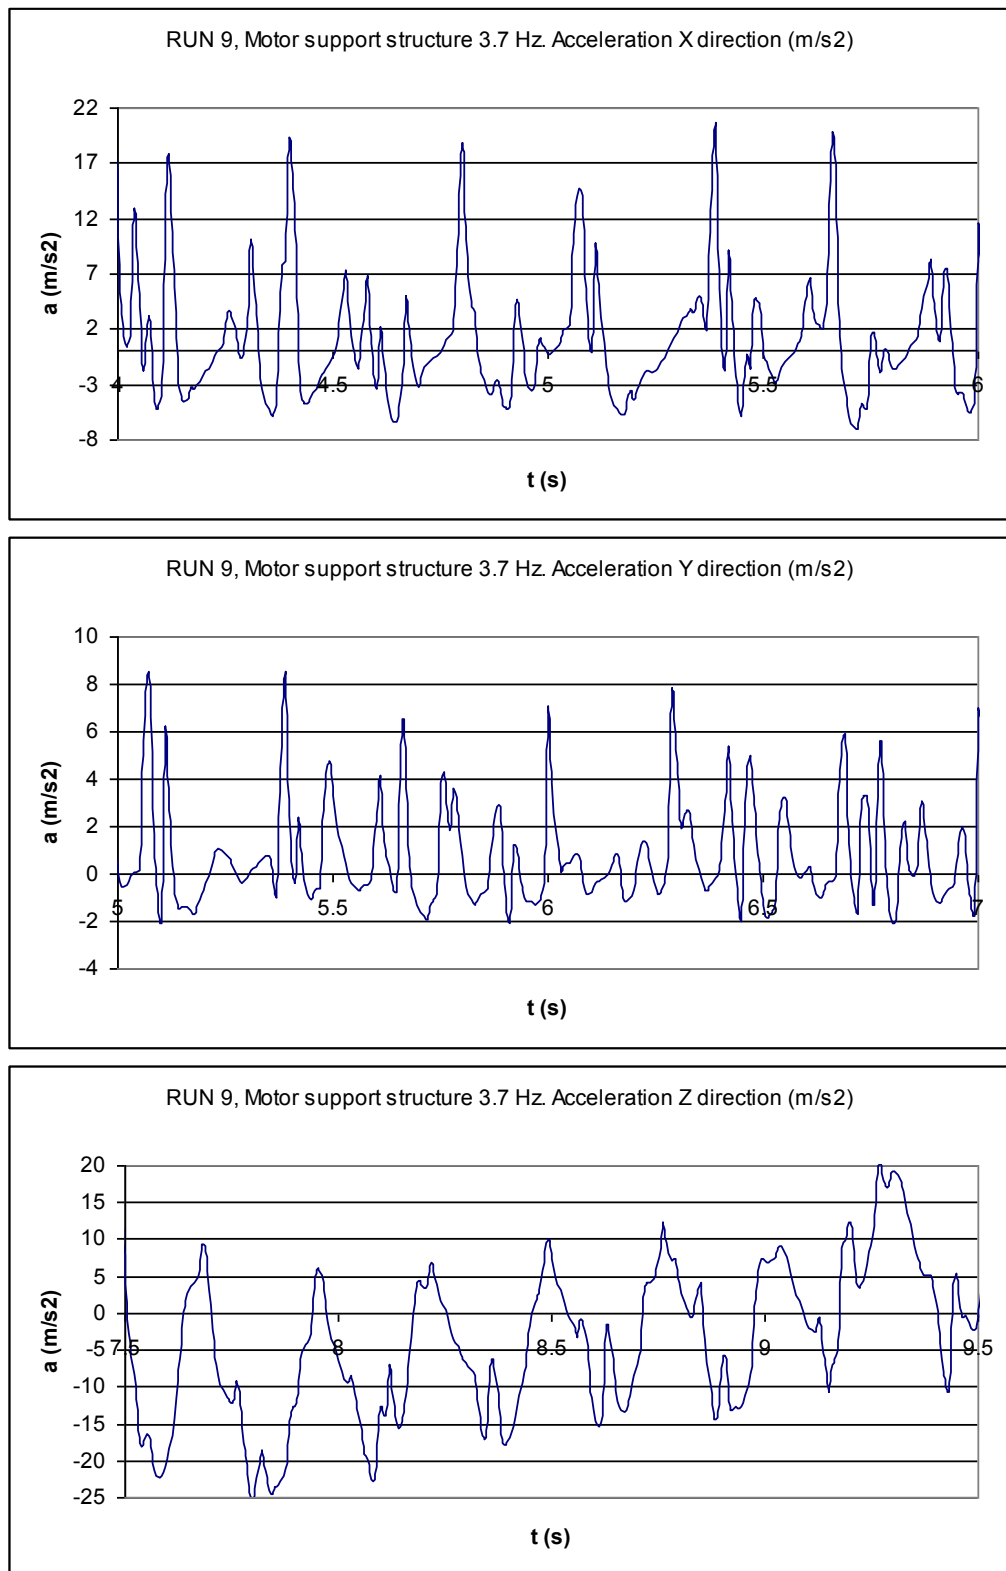 RUN 9, Motor support structure 3.7 Hz. Acceleration X direction (m/s2)
22
17
12
7
2
-3
-8
a (m/s2)
4 4.5 5 5.5 6
t (s)
RUN 9, Motor support structure 3.7 Hz. Acceleration Y direction (m/s2)
10
8
6
4
2
0
-2
-4
a (m/s2)
5 5.5 6 6.5 7
t (s)
RUN 9, Motor support structure 3.7 Hz. Acceleration Z direction (m/s2)
20
15
10
5
0
-5
-10
-15
-20
-25
a (m/s2)
7.5 8 8.5 9 9.5
t (s)